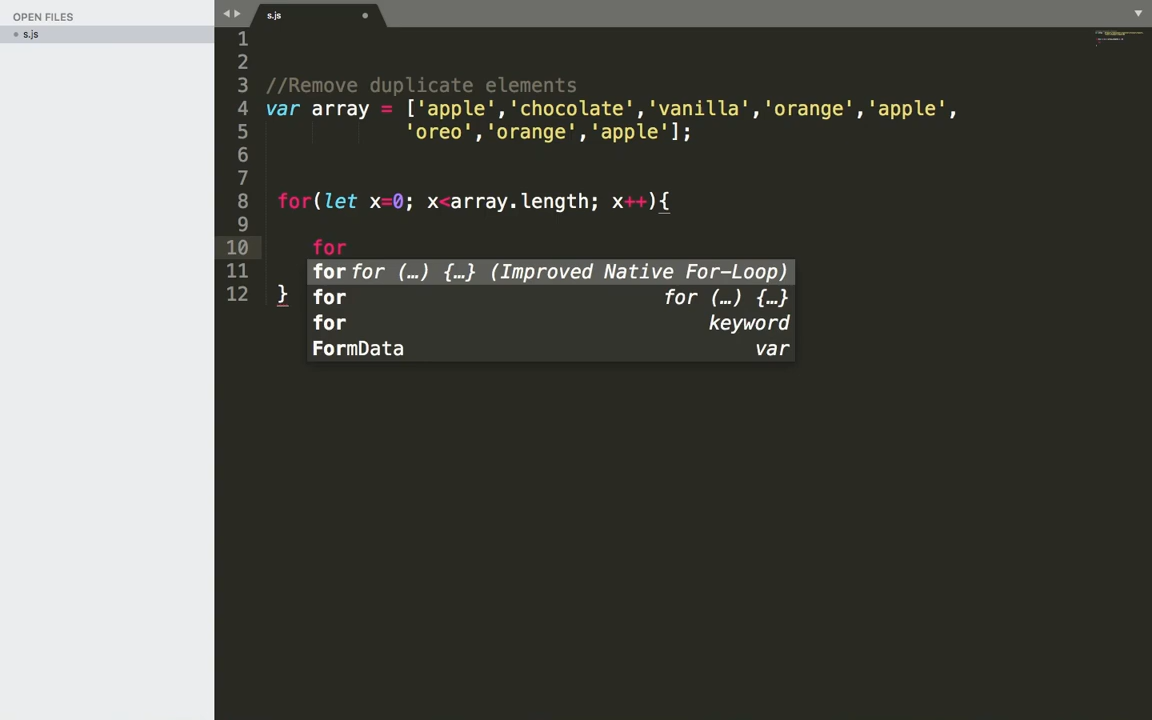 OPEN FILES
s.js
s.js
1
2
3 //Remove duplicate elements
4 var array = ['apple','chocolate','vanilla','orange','apple',
5 'oreo','orange','apple'];
6
7
8 for(let x=0; x<array.length; x++){
9
10 for
11 for for (…) {…} (Improved Native For-Loop)
12 }
for for (…) {…}
for keyword
FormData var